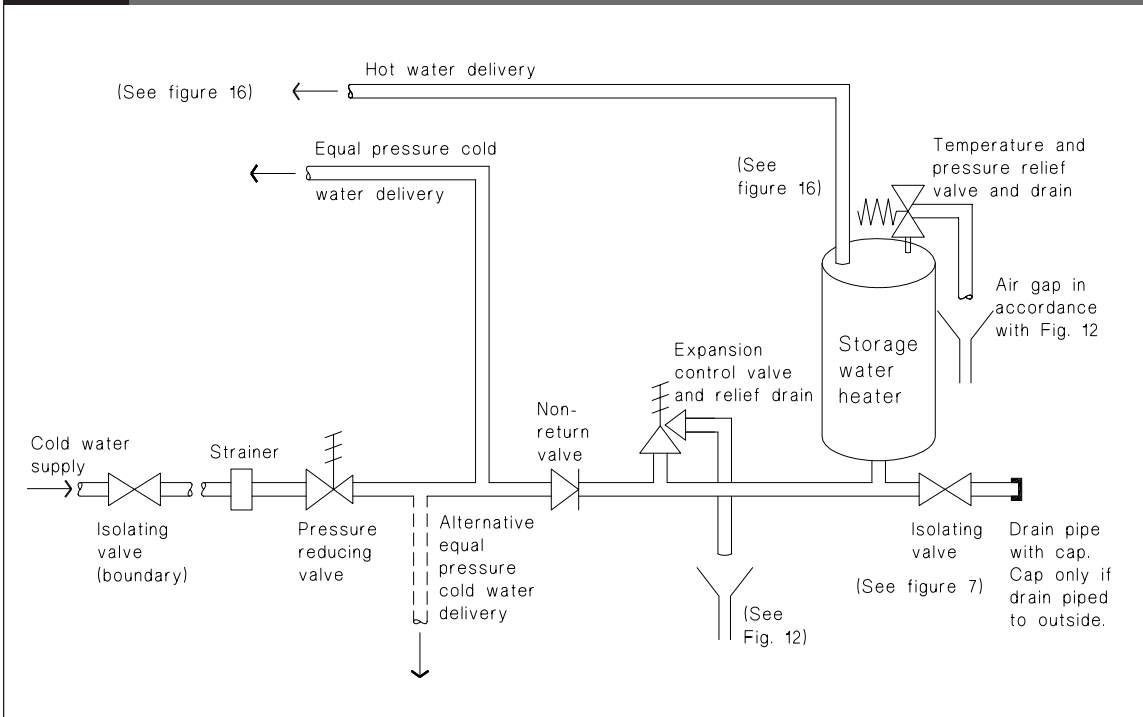 Hot water delivery
(See figure 16)
Equal pressure cold
water delivery
(See
figure 16)
Temperature and
pressure relief
valve and drain
Air gap in
accordance
with Fig. 12
Storage
water
heater
Expansion
control valve
and relief drain
Non-
return
valve
Cold water
supply
Strainer
Isolating
valve
(boundary)
Pressure
reducing
valve
Alternative
equal
pressure
cold water
delivery
(See
Fig. 12)
Isolating
valve
(See figure 7)
Drain pipe
with cap.
Cap only if
drain piped
to outside.